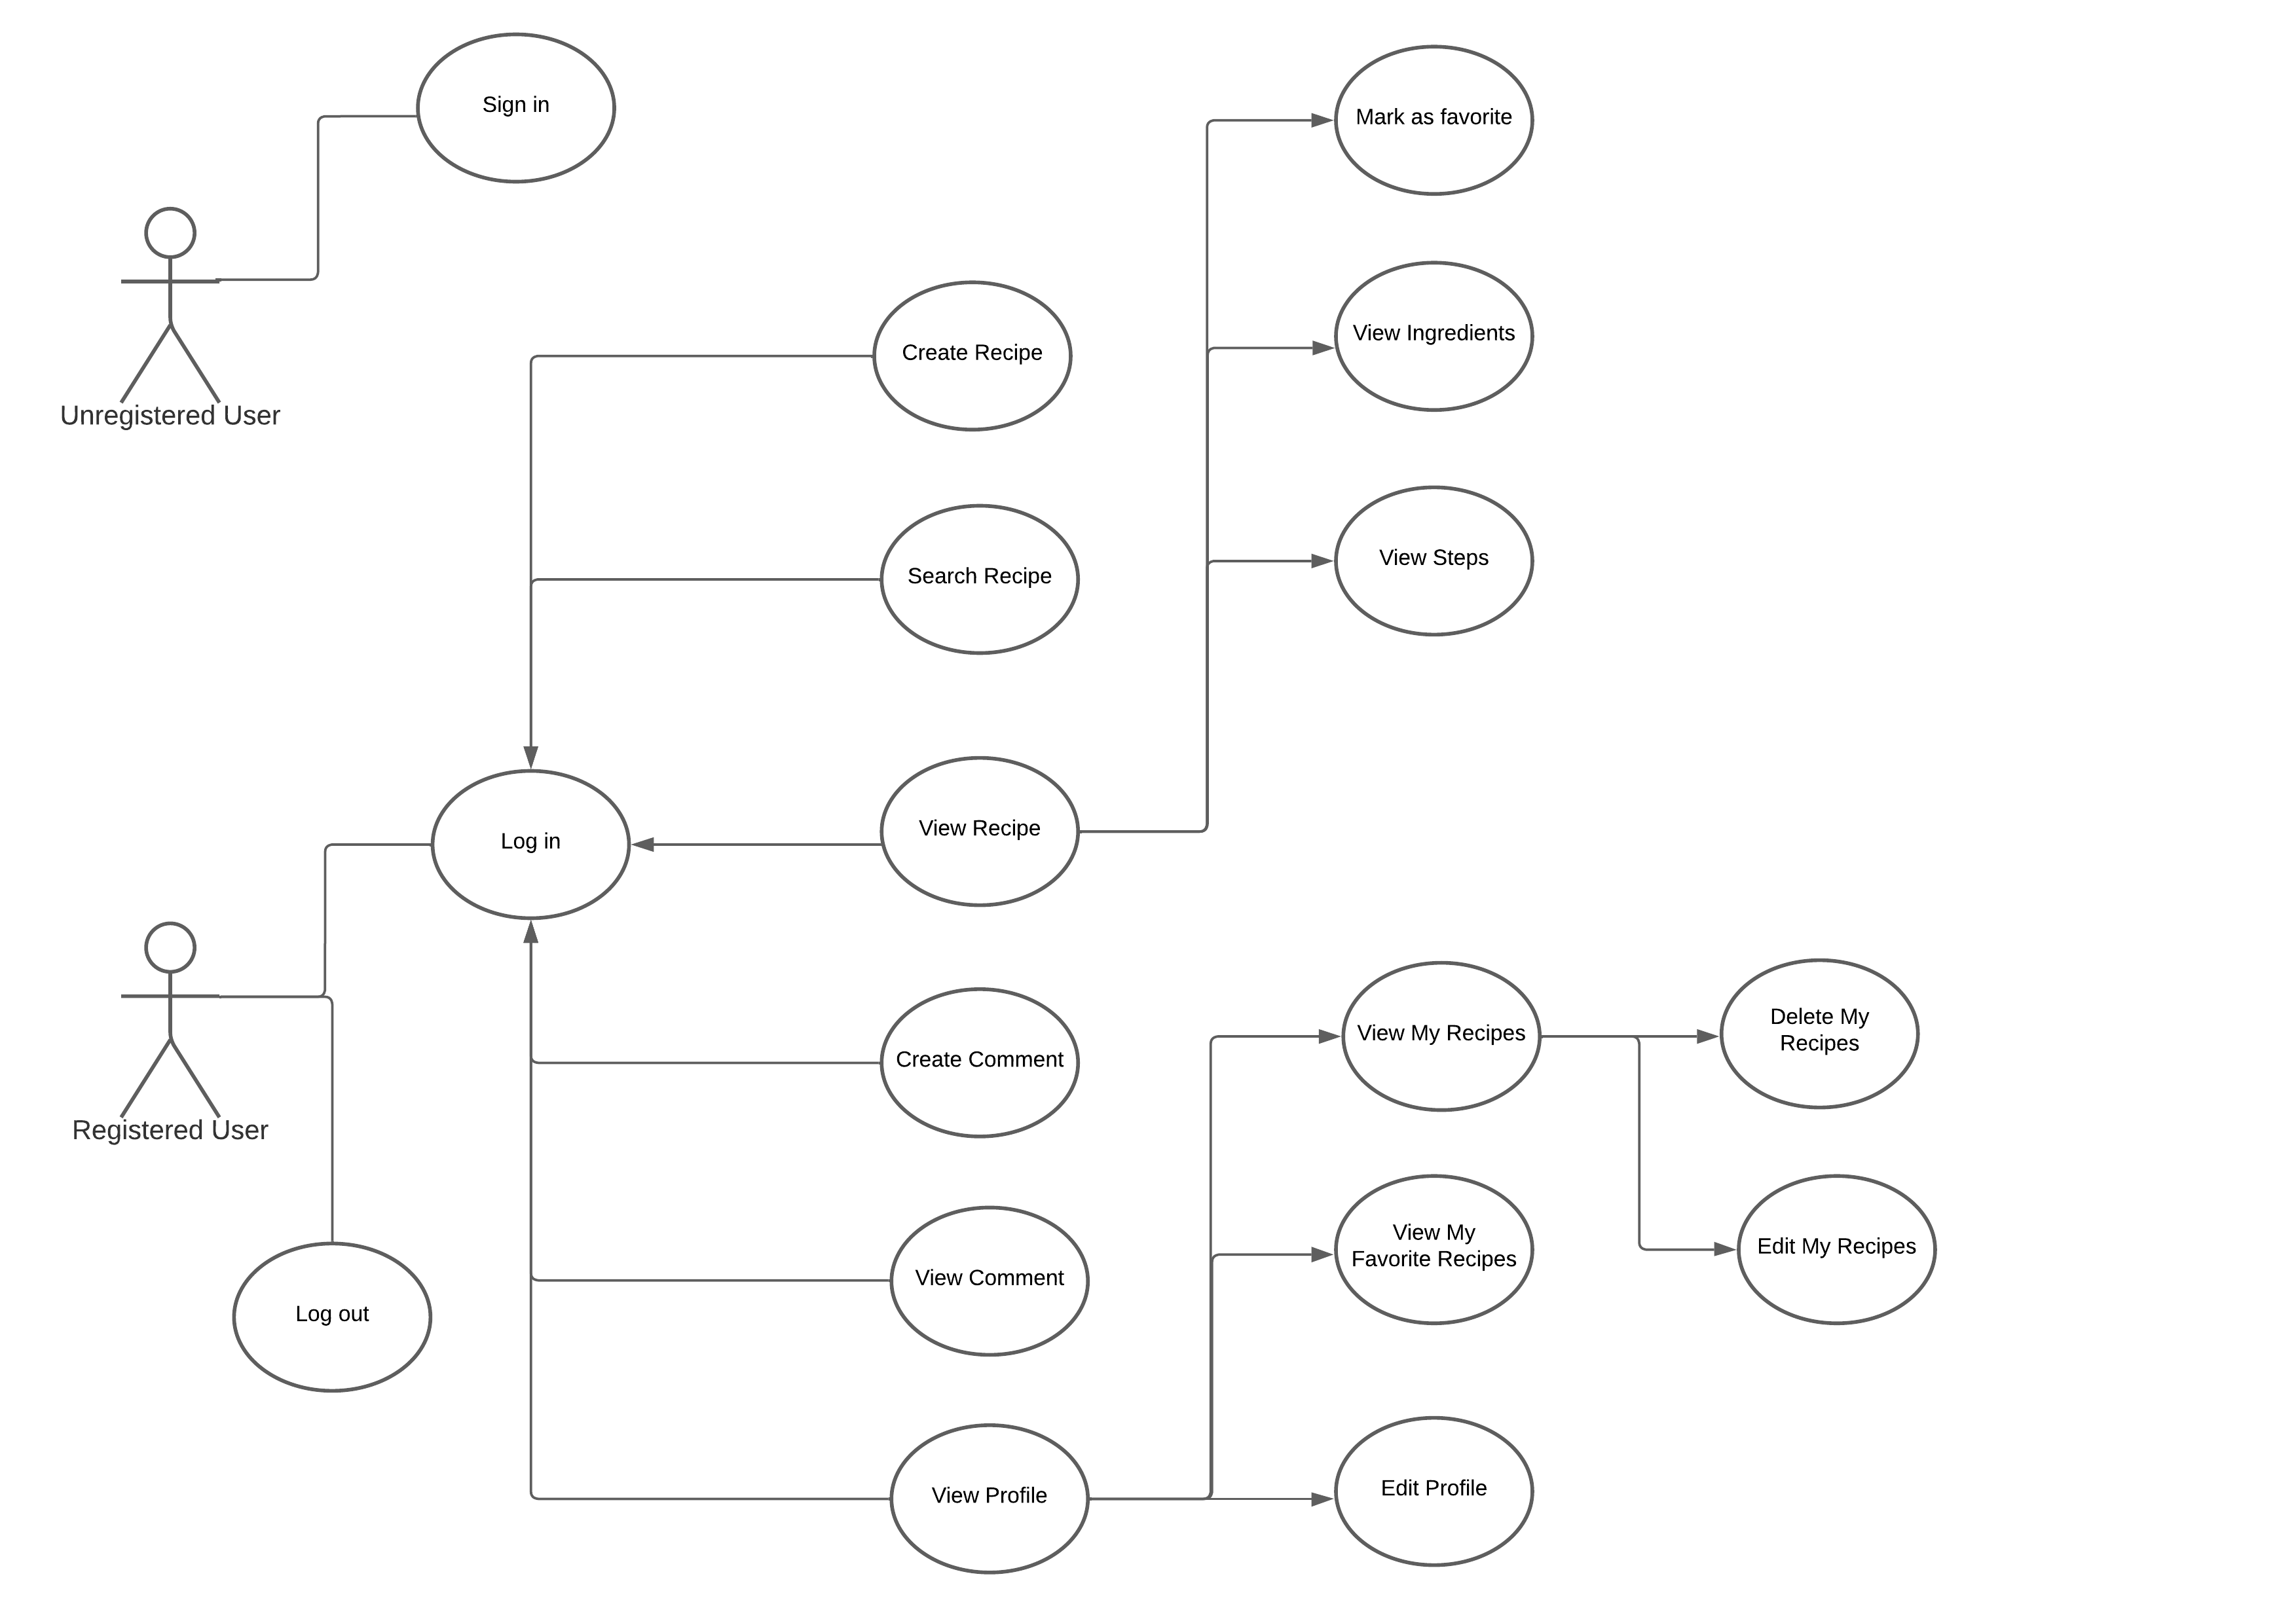 Sign in
Mark as favorite
Unregistered User
Create Recipe
View Ingredients
Search Recipe
View Steps
Log in
View Recipe
Registered User
Create Comment
View My Recipes
Delete My
Recipes
Log out
View Comment
View My
Favorite Recipes
Edit My Recipes
View Profile
Edit Profile